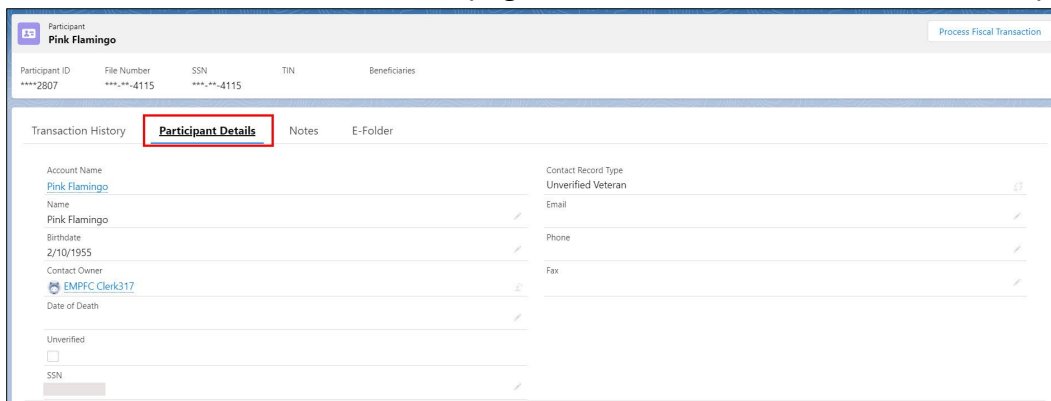 Participant
Pink Flamingo
Process Fiscal Transaction
Participant ID File Number SSN TIN Beneficiaries
****2807 ***-**-4115 ***-**-4115
Transaction History Participant Details Notes E-Folder
Account Name Contact Record Type
Pink Flamingo Unverified Veteran
Name Email
Pink Flamingo
Birthdate Phone
2/10/1955
Contact Owner Fax
EMPFC Clerk317
Date of Death
Unverified
SSN